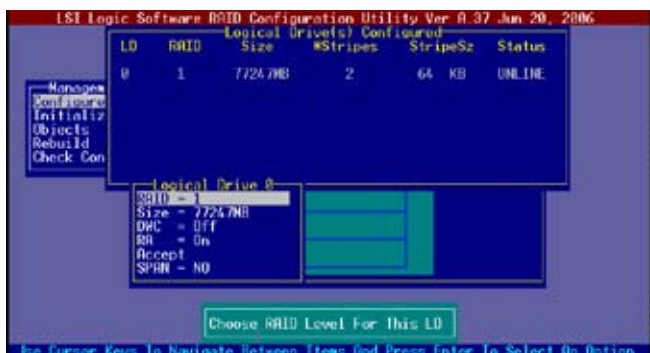 LSI Logic Software RAID Configuration Utility Ver A.37 Jun 20, 2006
Logical Drive(s) Configured
LD RAID Size #Stripes StripeSz Status
0 1 77247MB 2 64 KB ONLINE
Managem
Configure
Initializ
Objects
Rebuild
Check Con
Logical Drive 0
RAID = 1
Size = 77247MB
DWC = Off
RA = On
Accept
SPAN = NO
Choose RAID Level For This LD
Use Cursor Keys To Navigate Between Items And Press Enter To Select An Option